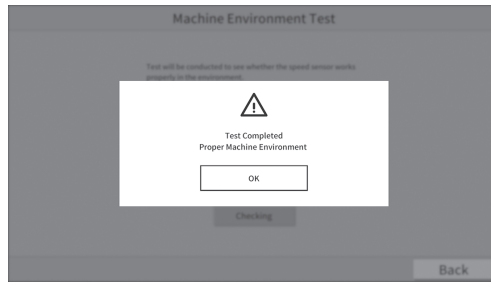 Machine Environment Test
Test will be conducted to see whether the speed sensor works
properly in the environment.
Test Completed
Proper Machine Environment
OK
Checking
Back